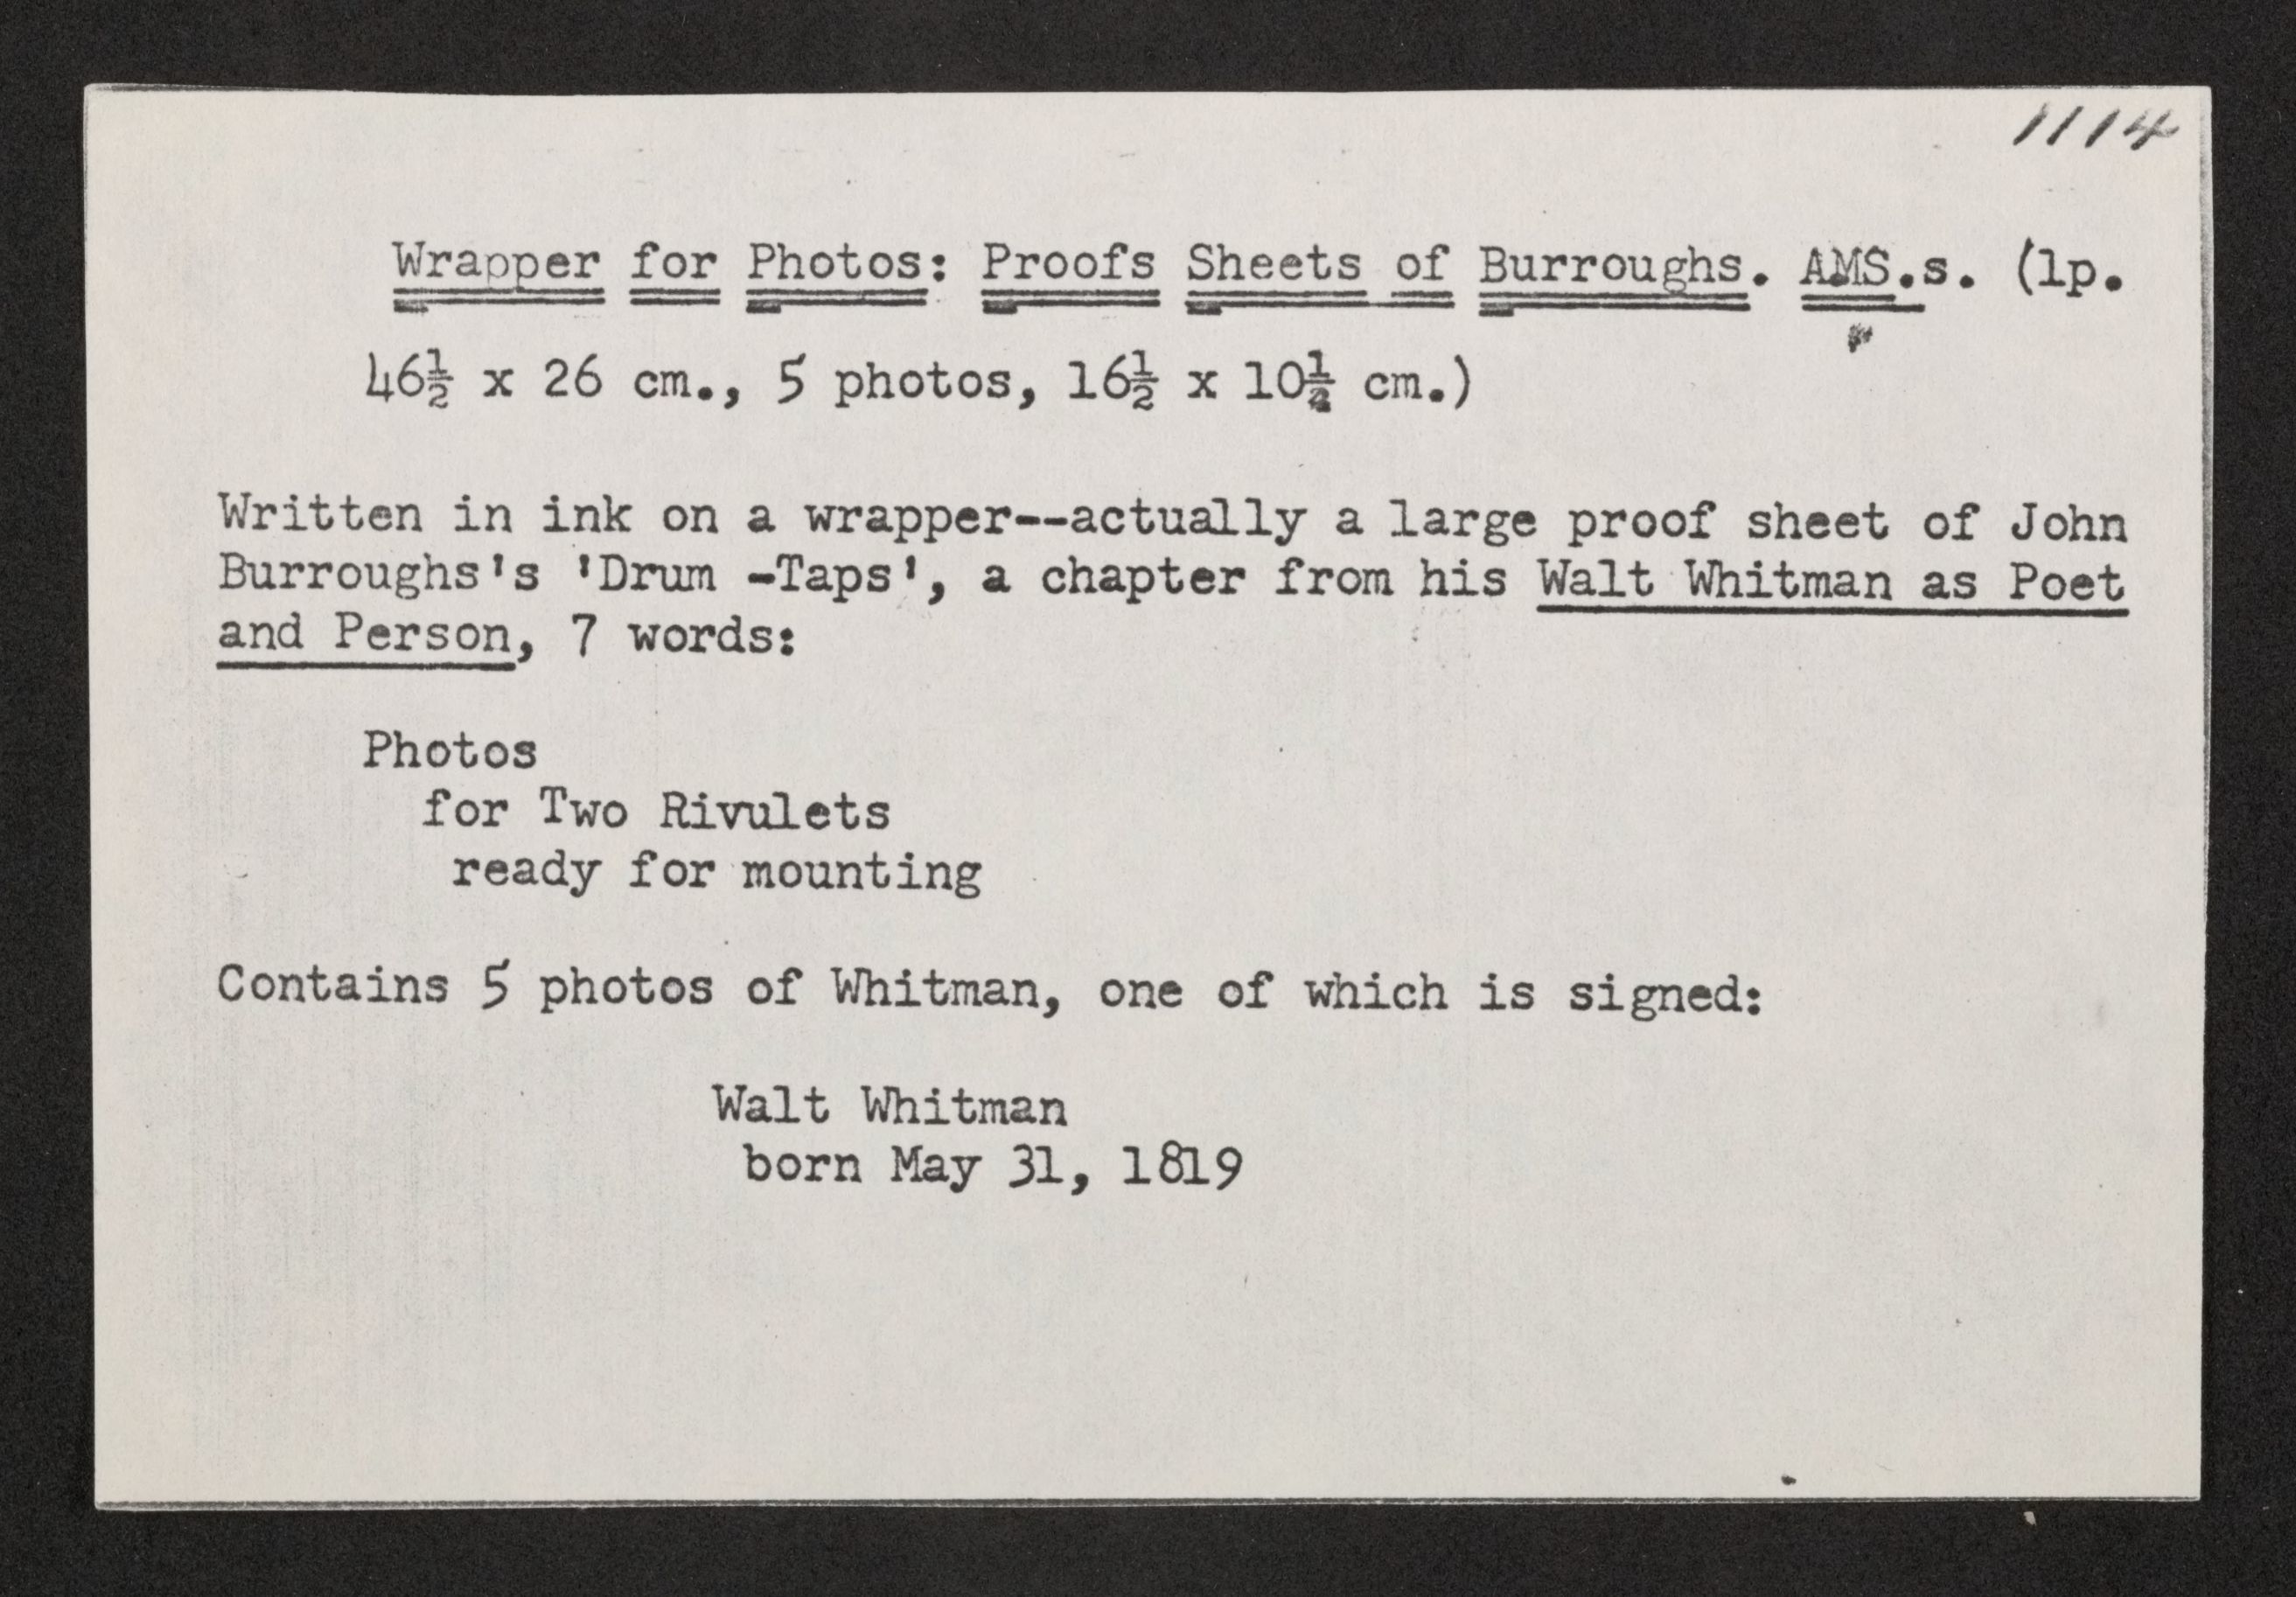 1114
Wrapper for Photos: Proofs Sheets of Burroughs. AMS.s. (lp.
46½ x 26 cm., 5 photos, 16½ x 10½ cm.)
Written in ink on a wrapper--actually a large proof sheet of John
Burroughs's 'Drum -Taps', a chapter from his Walt Whitman as Poet
and Person, 7 words:
Photos
for Two Rivulets
ready for mounting
Contains 5 photos of Whitman, one of which is signed:
Walt Whitman
born May 31, 1819